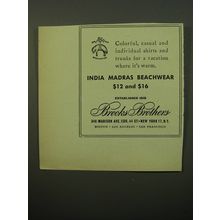 Colorful, casual and
individual shirts and
trunks for a vacation
where it's warm.
INDIA MADRAS BEACHWEAR
$12 and $16
ESTABLISHED 1818
Brooks Brothers
346 MADISON AVE. COR. 44 ST. • NEW YORK 17, N.Y.
BOSTON • LOS ANGELES • SAN FRANCISCO